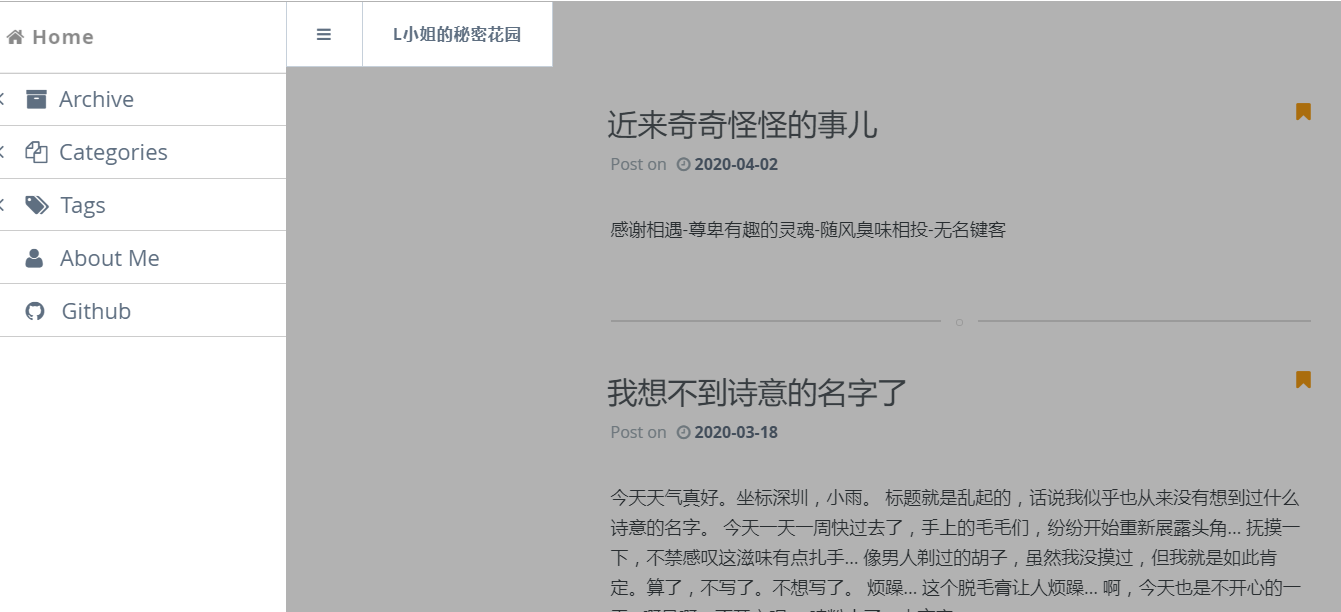 Home
Archive
Categories
Tags
About Me
Github
L小姐的秘密花园
近来奇奇怪怪的事儿
Post on 2020-04-02
感谢相遇-尊卑有趣的灵魂-随风臭味相投-无名键客
我想不到诗意的名字了
Post on 2020-03-18
今天天气真好。坐标深圳，小雨。 标题就是乱起的，话说我似乎也从来没有想到过什么
诗意的名字。 今天一天一周快过去了，手上的毛毛们，纷纷开始重新展露头角... 抚摸一
下，不禁感叹这滋味有点扎手... 像男人剃过的胡子，虽然我没摸过，但我就是如此肯
定。算了，不写了。不想写了。 烦躁... 这个脱毛膏让人烦躁... 啊，今天也是不开心的一